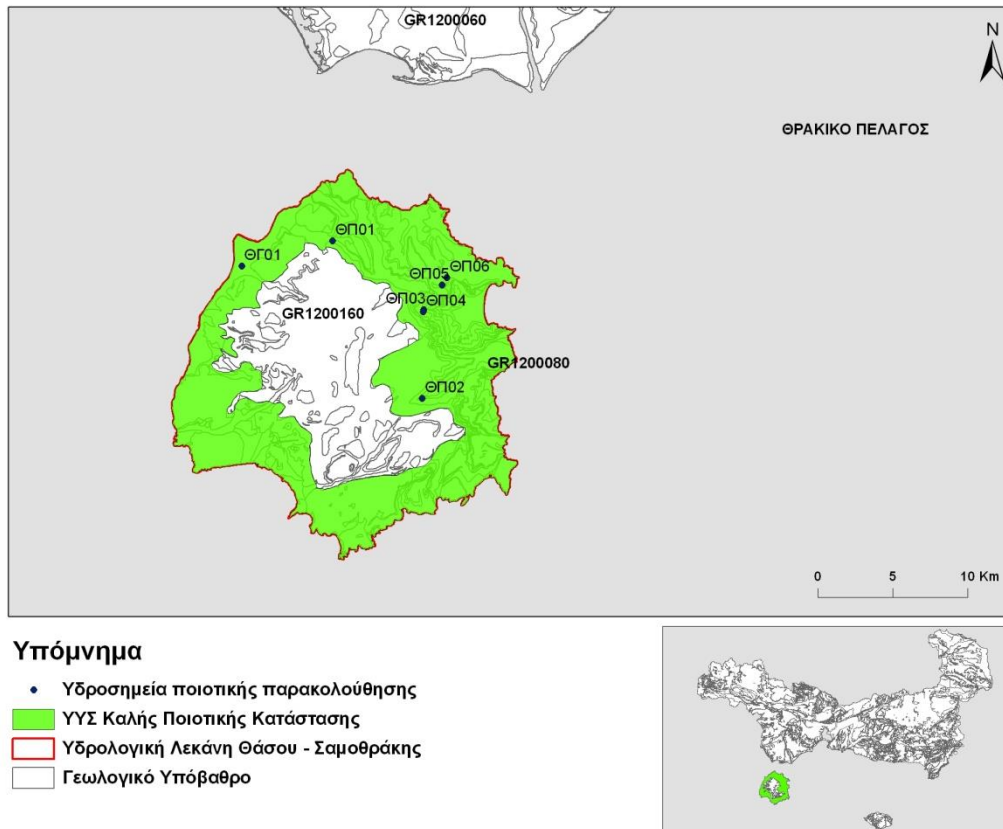 GR1200060
N
ΘΡΑΚΙΚΟ ΠΕΛΑΓΟΣ
ΘΠ01
ΘΓ01
ΘΠ06
ΘΠ05
ΘΠ03
ΘΠ04
GR1200160
GR1200080
ΘΠ02
0 5 10 Km
Υπόμνημα
Υδροσημεία ποιοτικής παρακολούθησης
ΥΥΣ Καλής Ποιοτικής Κατάστασης
Υδρολογική Λεκάνη Θάσου - Σαμοθράκης
Γεωλογικό Υπόβαθρο